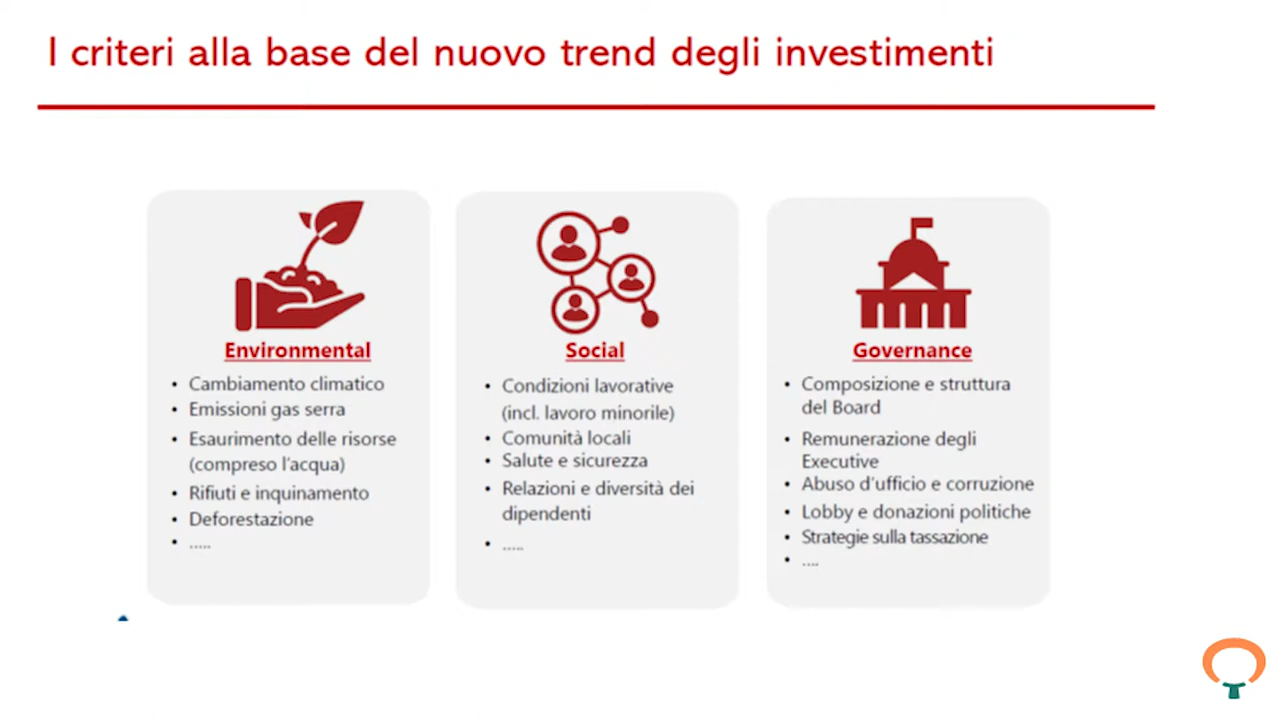 I criteri alla base del nuovo trend degli investimenti
Environmental
• Cambiamento climatico
• Emissioni gas serra
• Esaurimento delle risorse
(compreso l'acqua)
• Rifiuti e inquinamento
• Deforestazione
• .....
Social
• Condizioni lavorative
(incl. lavoro minorile)
• Comunità locali
• Salute e sicurezza
• Relazioni e diversità dei
dipendenti
• .....
Governance
• Composizione e struttura
del Board
• Remunerazione degli
Executive
• Abuso d'ufficio e corruzione
• Lobby e donazioni politiche
• Strategie sulla tassazione
• ....